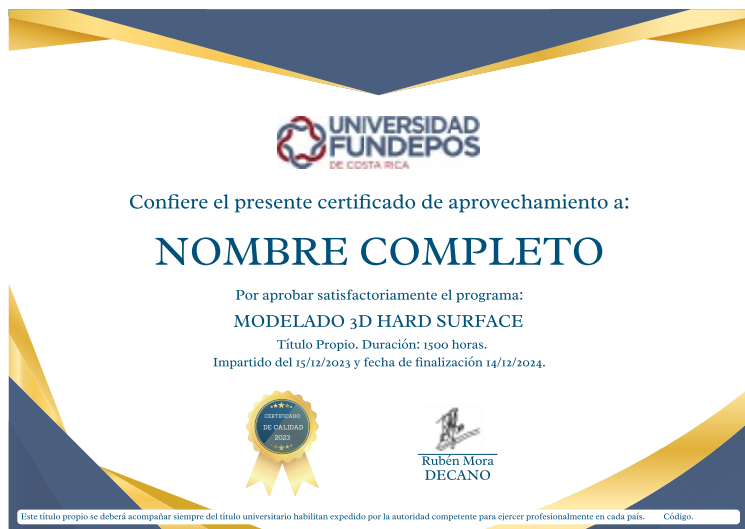 UNIVERSIDAD
FUNDEPOS
DE COSTA RICA
Confiere el presente certificado de aprovechamiento a:
NOMBRE COMPLETO
Por aprobar satisfactoriamente el programa:
MODELADO 3D HARD SURFACE
Título Propio. Duración: 1500 horas.
Impartido del 15/12/2023 y fecha de finalización 14/12/2024.
CERTIFICADO
DE CALIDAD
2023
Rubén Mora
DECANO
Este título propio se deberá acompañar siempre del título universitario habilitan expedido por la autoridad competente para ejercer profesionalmente en cada país. Código.